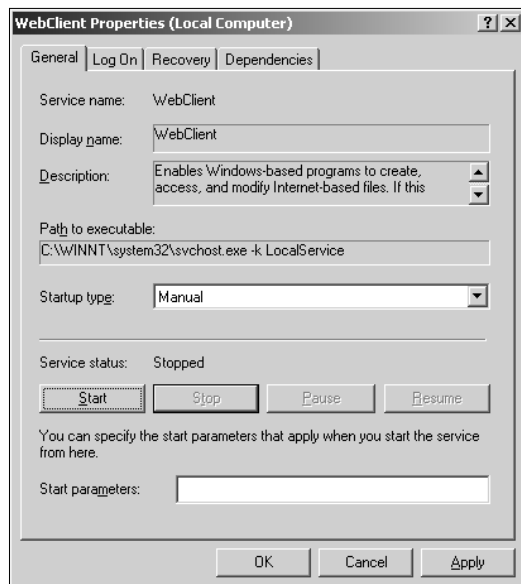 WebClient Properties (Local Computer)
General Log On Recovery Dependencies
Service name: WebClient
Display name: WebClient
Description: Enables Windows-based programs to create,
access, and modify Internet-based files. If this
Path to executable:
C:\WINNT\system32\svchost.exe -k LocalService
Startup type: Manual
Service status: Stopped
Start Stop Pause Resume
You can specify the start parameters that apply when you start the service
from here.
Start parameters:
OK Cancel Apply